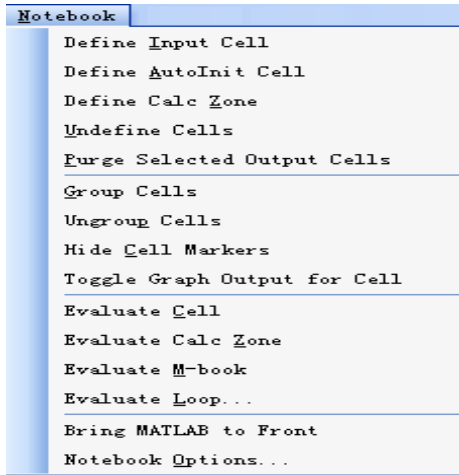 Notebook
Define Input Cell
Define AutoInit Cell
Define Calc Zone
Undefine Cells
Purge Selected Output Cells
Group Cells
Ungroup Cells
Hide Cell Markers
Toggle Graph Output for Cell
Evaluate Cell
Evaluate Calc Zone
Evaluate M-book
Evaluate Loop...
Bring MATLAB to Front
Notebook Options...